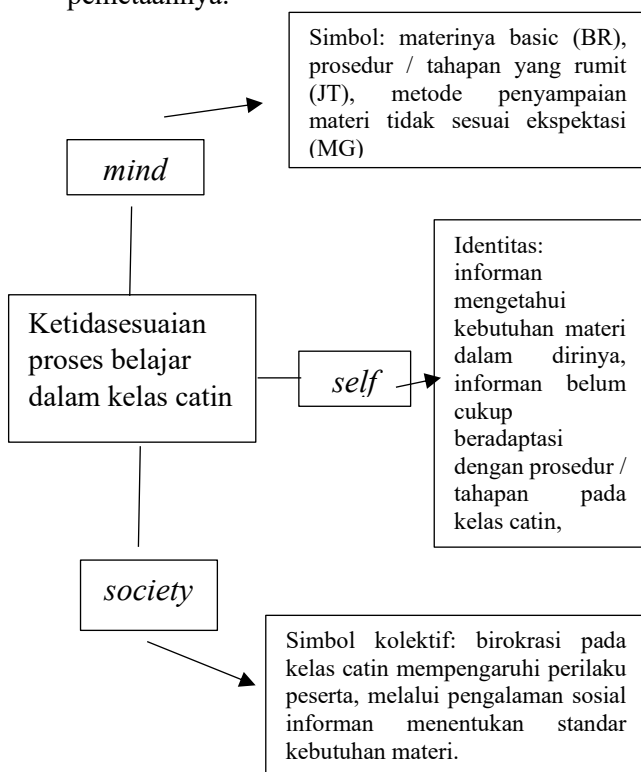 pemetaannya:
Simbol: materinya basic (BR),
prosedur / tahapan yang rumit
(JT), metode penyampaian
materi tidak sesuai ekspektasi
(MG)
mind
Identitas:
informan
mengetahui
kebutuhan materi
dalam dirinya,
informan belum
cukup
beradaptasi
dengan prosedur /
tahapan pada
kelas catin,
Ketidasesuaian
proses belajar
dalam kelas catin
self
society
Simbol kolektif: birokrasi pada
kelas catin mempengaruhi perilaku
peserta, melalui pengalaman sosial
informan menentukan standar
kebutuhan materi.